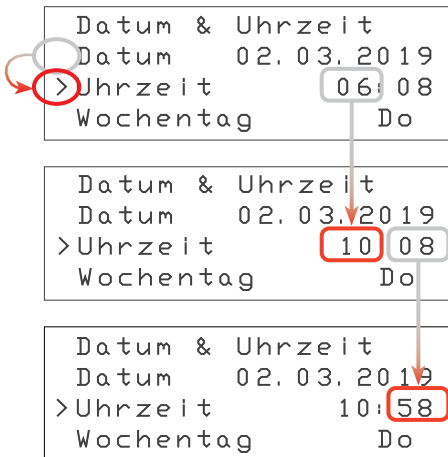 Datum & Uhrzeit
Datum 02.03.2019
>Uhrzeit 06:08
Wochentag Do
Datum & Uhrzeit
Datum 02.03.2019
>Uhrzeit 10 08
Wochentag Do
Datum & Uhrzeit
Datum 02.03.2019
>Uhrzeit 10:58
Wochentag Do